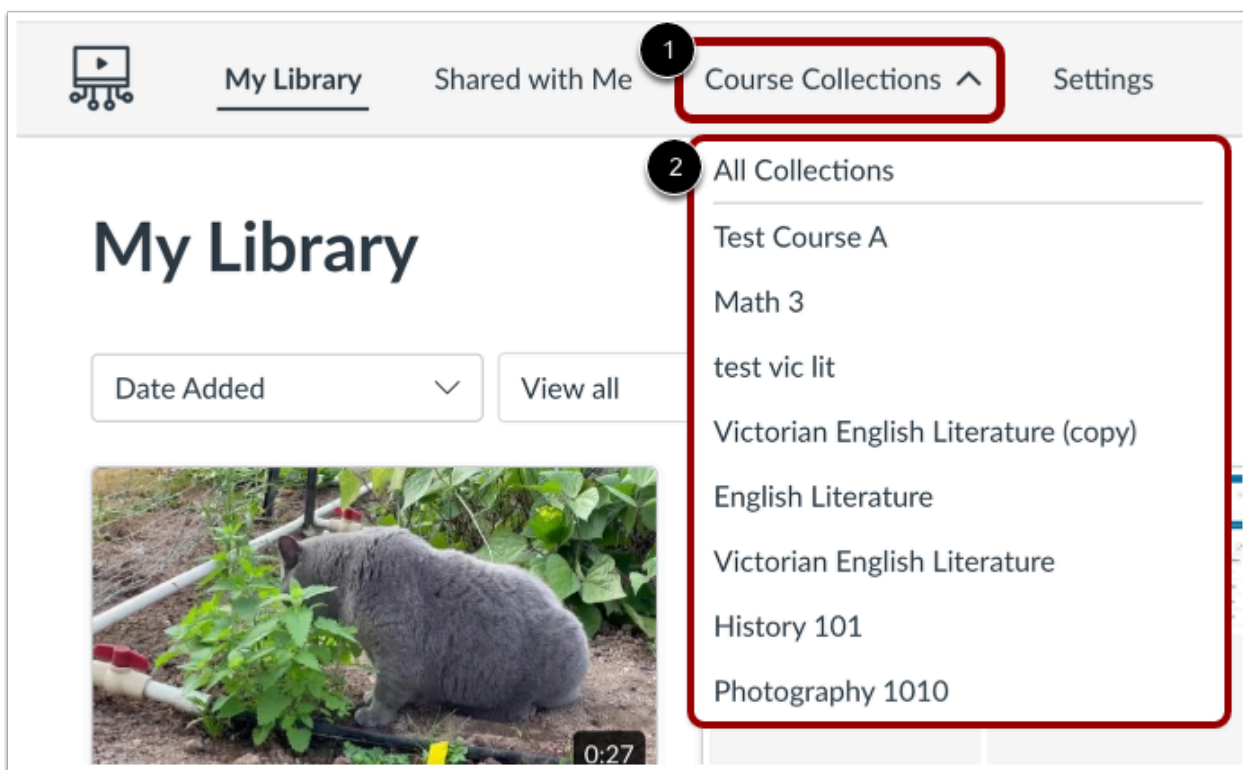 My Library
Shared with Me
1
Course Collections
Settings
2
All Collections
Test Course A
Math 3
test vic lit
Victorian English Literature (copy)
English Literature
Victorian English Literature
History 101
Photography 1010
My Library
Date Added
View all
0:27